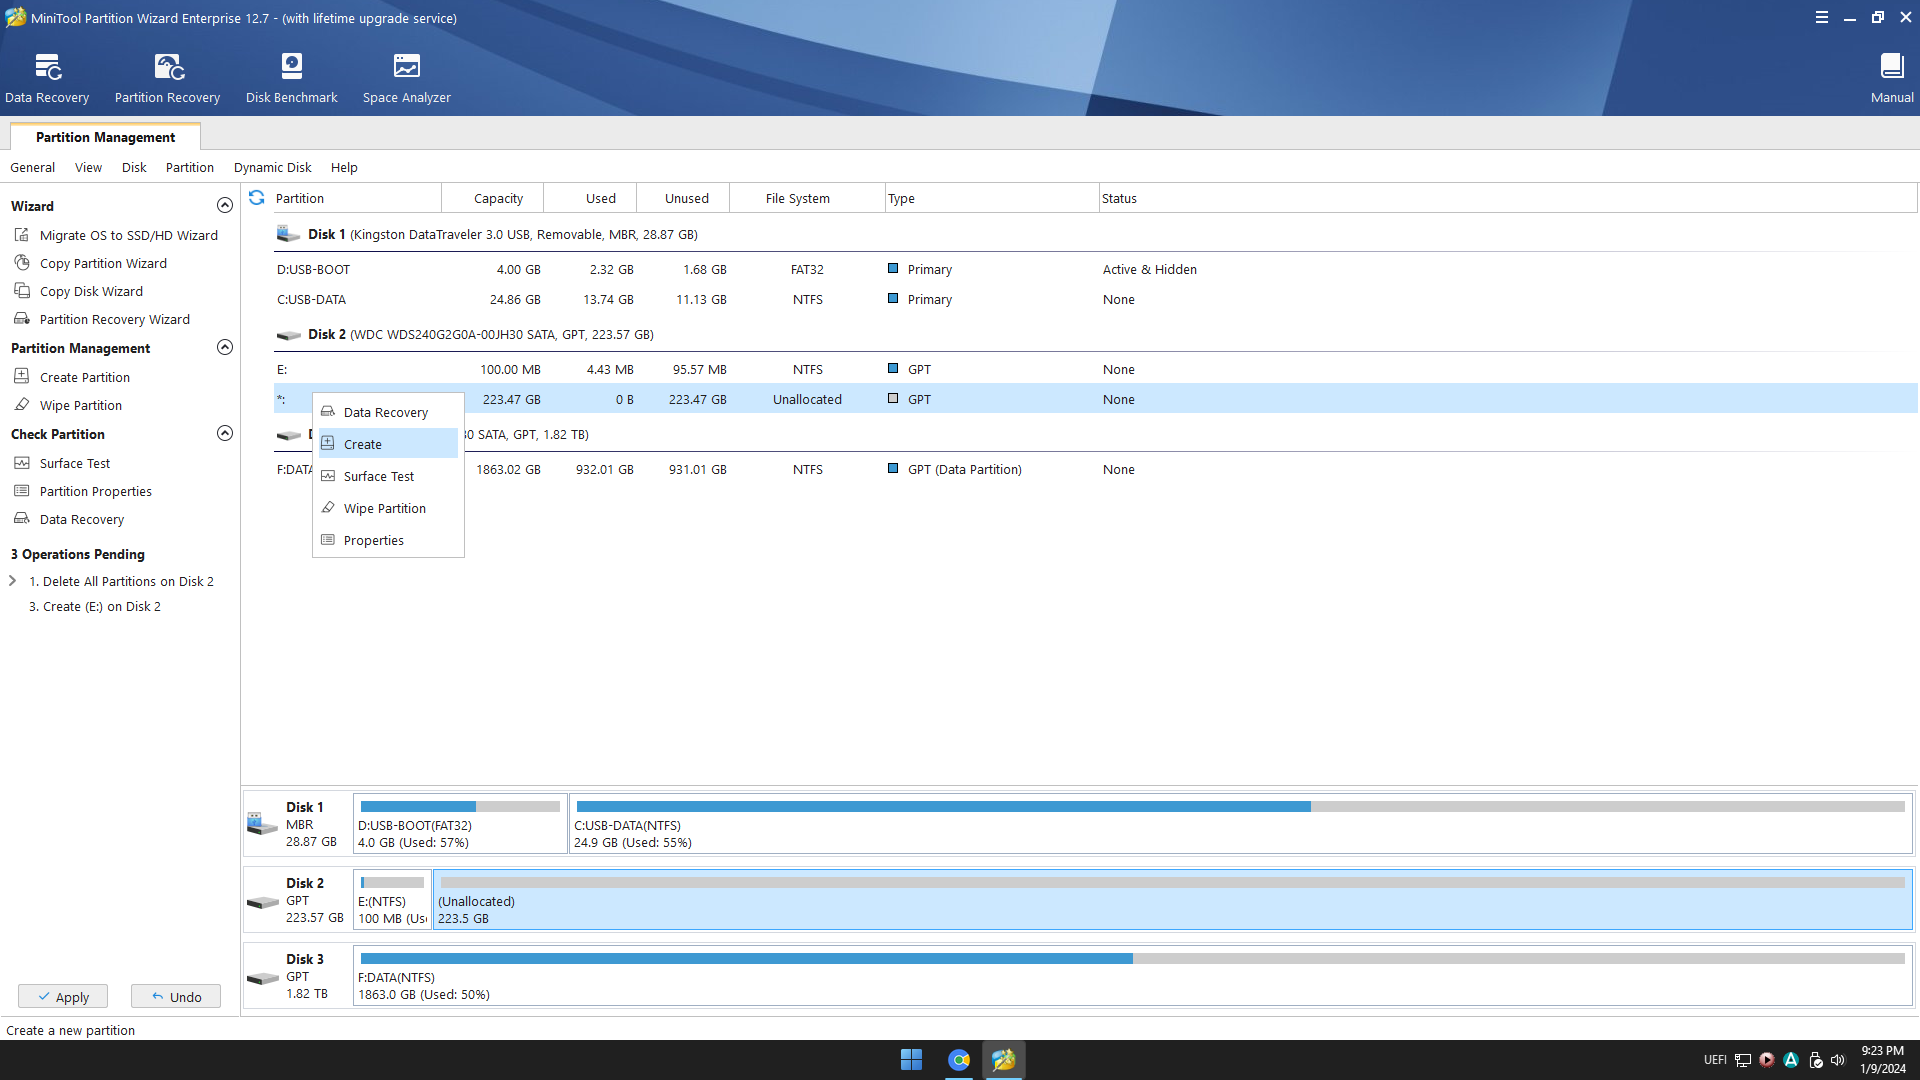 MiniTool Partition Wizard Enterprise 12.7 - (with lifetime upgrade service)
Data Recovery
Partition Recovery
Disk Benchmark
Space Analyzer
Manual
Partition Management
General View Disk Partition Dynamic Disk Help
Wizard
Migrate OS to SSD/HD Wizard
Copy Partition Wizard
Copy Disk Wizard
Partition Recovery Wizard
Partition Management
Create Partition
Wipe Partition
Check Partition
Surface Test
Partition Properties
Data Recovery
3 Operations Pending
1. Delete All Partitions on Disk 2
3. Create (E:) on Disk 2
Apply
Undo
Partition Capacity Used Unused File System Type Status
Disk 1 (Kingston DataTraveler 3.0 USB, Removable, MBR, 28.87 GB)
D:USB-BOOT 4.00 GB 2.32 GB 1.68 GB FAT32 Primary Active & Hidden
C:USB-DATA 24.86 GB 13.74 GB 11.13 GB NTFS Primary None
Disk 2 (WDC WDS240G2G0A-00JH30 SATA, GPT, 223.57 GB)
E: 100.00 MB 4.43 MB 95.57 MB NTFS GPT None
*: 223.47 GB 0 B 223.47 GB Unallocated GPT None
30 SATA, GPT, 1.82 TB)
F:DATA 1863.02 GB 932.01 GB 931.01 GB NTFS GPT (Data Partition) None
Data Recovery
Create
Surface Test
Wipe Partition
Properties
Disk 1
MBR
28.87 GB
D:USB-BOOT(FAT32)
4.0 GB (Used: 57%)
C:USB-DATA(NTFS)
24.9 GB (Used: 55%)
Disk 2
GPT
223.57 GB
E:(NTFS)
100 MB (Us
(Unallocated)
223.5 GB
Disk 3
GPT
1.82 TB
F:DATA(NTFS)
1863.0 GB (Used: 50%)
Create a new partition
UEFI
9:23 PM
1/9/2024